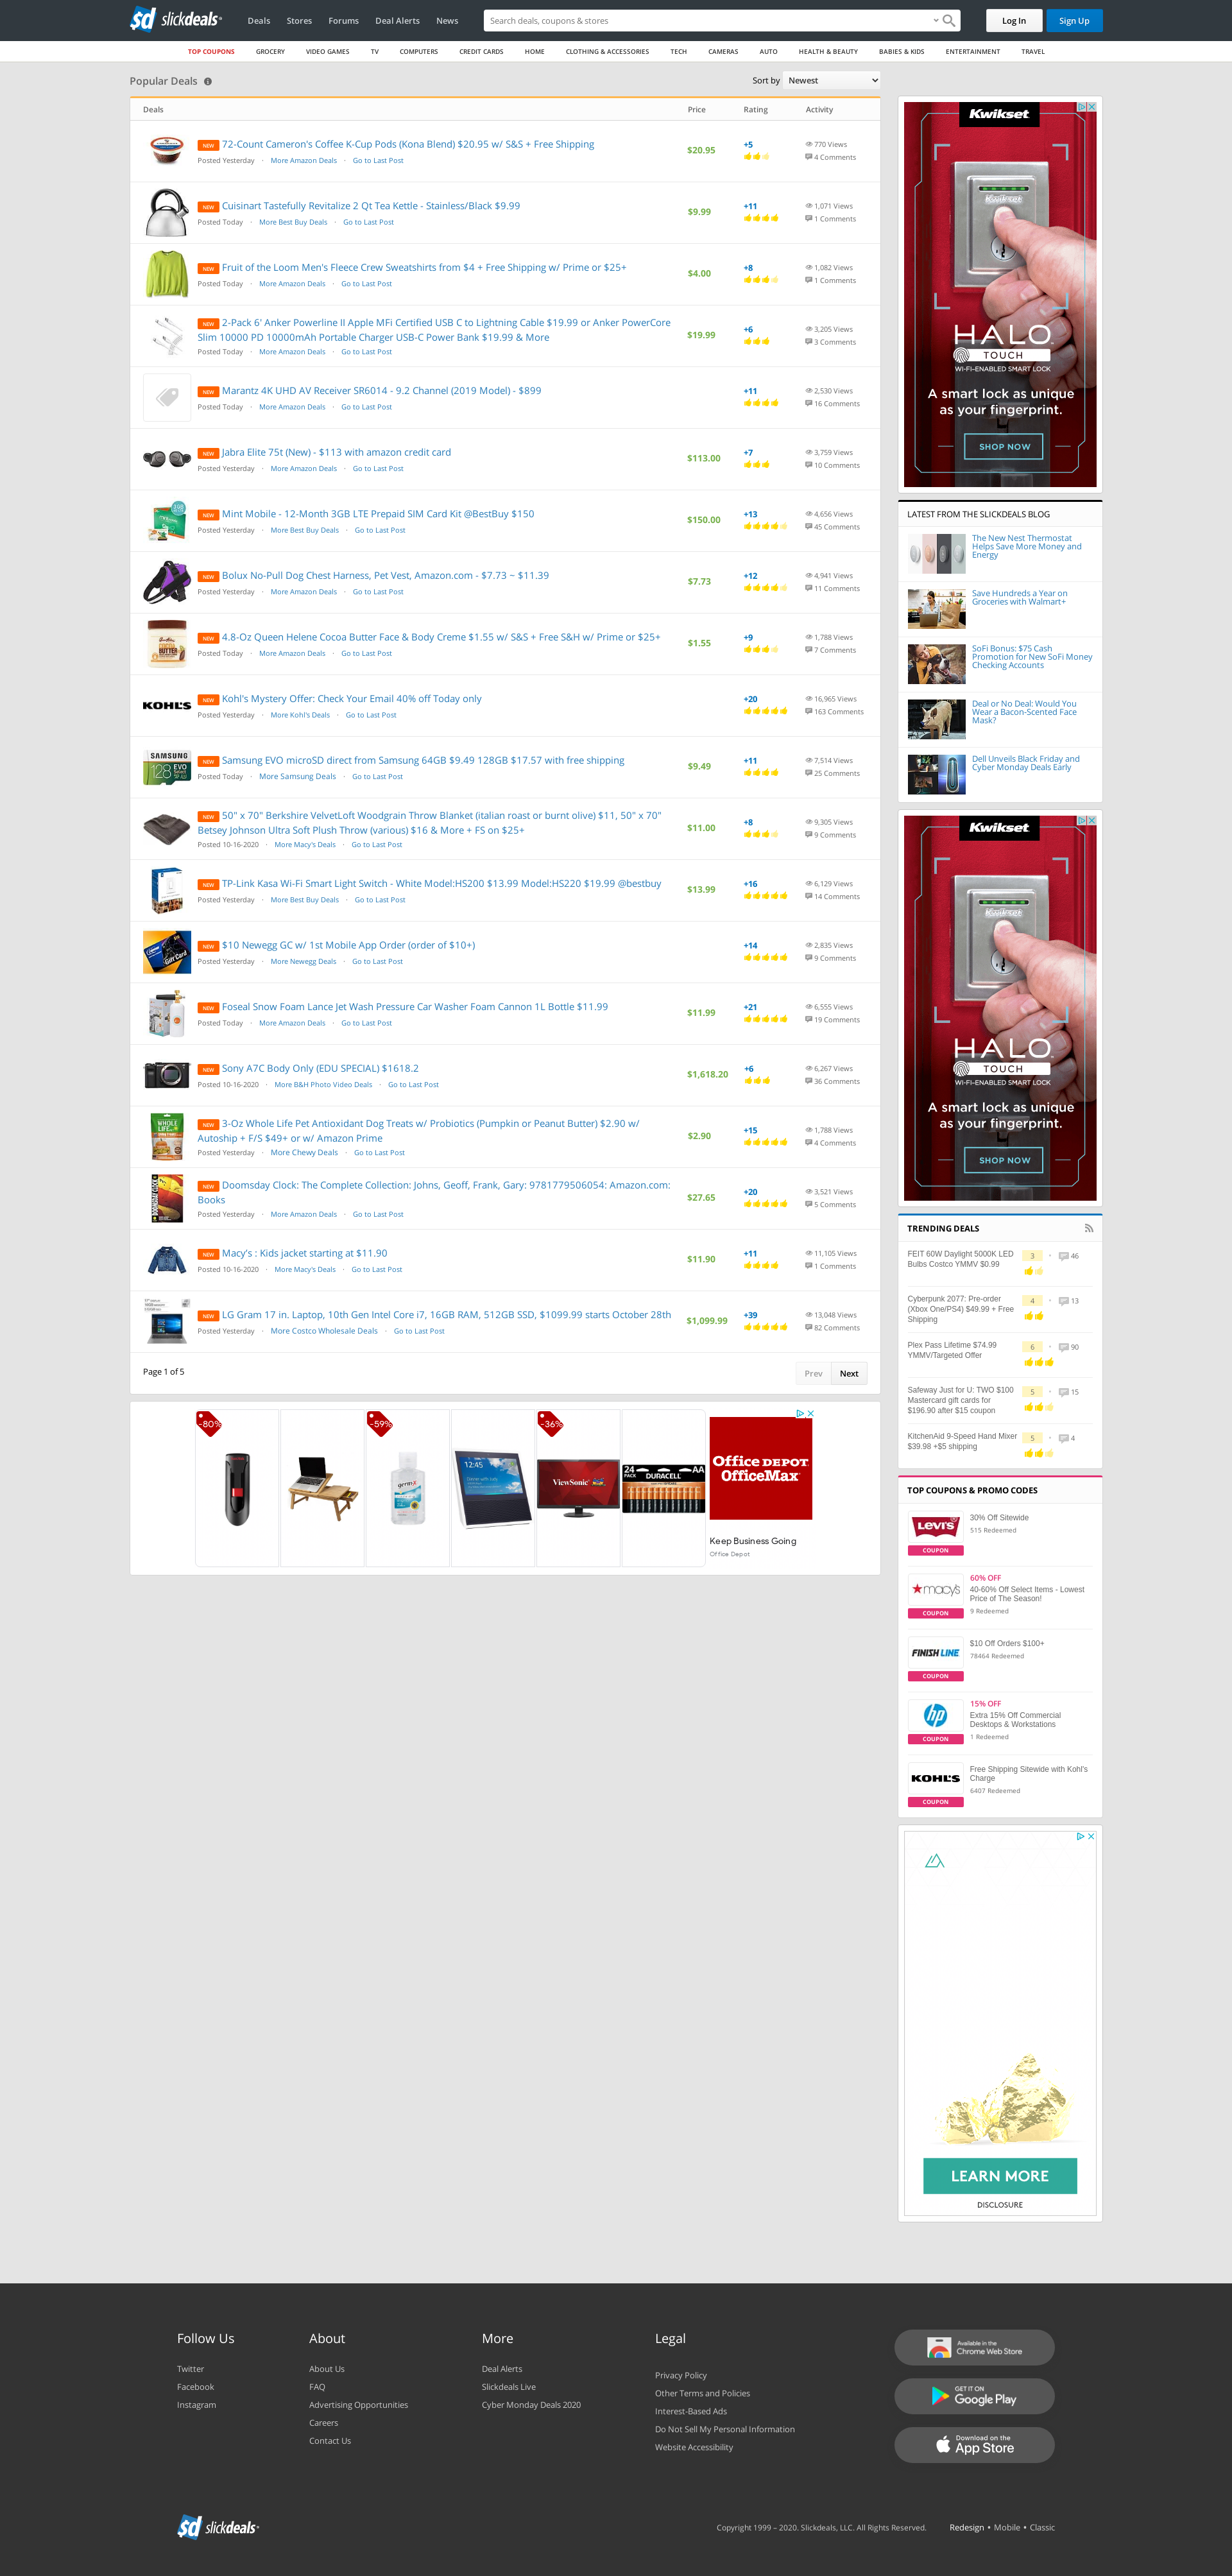 slickdeals
Deals Stores Forums Deal Alerts News
Search deals, coupons & stores
Log In Sign Up
TOP COUPONS GROCERY VIDEO GAMES TV COMPUTERS CREDIT CARDS HOME CLOTHING & ACCESSORIES TECH CAMERAS AUTO HEALTH & BEAUTY BABIES & KIDS ENTERTAINMENT TRAVEL
Popular Deals
Sort by Newest
Deals Price Rating Activity
NEW 72-Count Cameron's Coffee K-Cup Pods (Kona Blend) $20.95 w/ S&S + Free Shipping
Posted Yesterday · More Amazon Deals · Go to Last Post
$20.95
+5
770 Views
4 Comments
NEW Cuisinart Tastefully Revitalize 2 Qt Tea Kettle - Stainless/Black $9.99
Posted Today · More Best Buy Deals · Go to Last Post
$9.99
+11
1,071 Views
1 Comments
NEW Fruit of the Loom Men's Fleece Crew Sweatshirts from $4 + Free Shipping w/ Prime or $25+
Posted Today · More Amazon Deals · Go to Last Post
$4.00
+8
1,082 Views
1 Comments
NEW 2-Pack 6' Anker Powerline II Apple MFi Certified USB C to Lightning Cable $19.99 or Anker PowerCore
Slim 10000 PD 10000mAh Portable Charger USB-C Power Bank $19.99 & More
Posted Today · More Amazon Deals · Go to Last Post
$19.99
+6
3,205 Views
3 Comments
NEW Marantz 4K UHD AV Receiver SR6014 - 9.2 Channel (2019 Model) - $899
Posted Today · More Amazon Deals · Go to Last Post
+11
2,530 Views
16 Comments
NEW Jabra Elite 75t (New) - $113 with amazon credit card
Posted Yesterday · More Amazon Deals · Go to Last Post
$113.00
+7
3,759 Views
10 Comments
NEW Mint Mobile - 12-Month 3GB LTE Prepaid SIM Card Kit @BestBuy $150
Posted Yesterday · More Best Buy Deals · Go to Last Post
$150.00
+13
4,656 Views
45 Comments
NEW Bolux No-Pull Dog Chest Harness, Pet Vest, Amazon.com - $7.73 ~ $11.39
Posted Yesterday · More Amazon Deals · Go to Last Post
$7.73
+12
4,941 Views
11 Comments
NEW 4.8-Oz Queen Helene Cocoa Butter Face & Body Creme $1.55 w/ S&S + Free S&H w/ Prime or $25+
Posted Today · More Amazon Deals · Go to Last Post
$1.55
+9
1,788 Views
7 Comments
KOHL'S
NEW Kohl's Mystery Offer: Check Your Email 40% off Today only
Posted Yesterday · More Kohl's Deals · Go to Last Post
+20
16,965 Views
163 Comments
SAMSUNG
128 EVO
NEW Samsung EVO microSD direct from Samsung 64GB $9.49 128GB $17.57 with free shipping
Posted Today · More Samsung Deals · Go to Last Post
$9.49
+11
7,514 Views
25 Comments
NEW 50" x 70" Berkshire VelvetLoft Woodgrain Throw Blanket (italian roast or burnt olive) $11, 50" x 70"
Betsey Johnson Ultra Soft Plush Throw (various) $16 & More + FS on $25+
Posted 10-16-2020 · More Macy's Deals · Go to Last Post
$11.00
+8
9,305 Views
9 Comments
NEW TP-Link Kasa Wi-Fi Smart Light Switch - White Model:HS200 $13.99 Model:HS220 $19.99 @bestbuy
Posted Yesterday · More Best Buy Deals · Go to Last Post
$13.99
+16
6,129 Views
14 Comments
NEW $10 Newegg GC w/ 1st Mobile App Order (order of $10+)
Posted Yesterday · More Newegg Deals · Go to Last Post
+14
2,835 Views
9 Comments
NEW Foseal Snow Foam Lance Jet Wash Pressure Car Washer Foam Cannon 1L Bottle $11.99
Posted Today · More Amazon Deals · Go to Last Post
$11.99
+21
6,555 Views
19 Comments
NEW Sony A7C Body Only (EDU SPECIAL) $1618.2
Posted 10-16-2020 · More B&H Photo Video Deals · Go to Last Post
$1,618.20
+6
6,267 Views
36 Comments
NEW 3-Oz Whole Life Pet Antioxidant Dog Treats w/ Probiotics (Pumpkin or Peanut Butter) $2.90 w/
Autoship + F/S $49+ or w/ Amazon Prime
Posted Yesterday · More Chewy Deals · Go to Last Post
$2.90
+15
1,788 Views
4 Comments
NEW Doomsday Clock: The Complete Collection: Johns, Geoff, Frank, Gary: 9781779506054: Amazon.com:
Books
Posted Yesterday · More Amazon Deals · Go to Last Post
$27.65
+20
3,521 Views
5 Comments
NEW Macy's : Kids jacket starting at $11.90
Posted 10-16-2020 · More Macy's Deals · Go to Last Post
$11.90
+11
11,105 Views
1 Comments
NEW LG Gram 17 in. Laptop, 10th Gen Intel Core i7, 16GB RAM, 512GB SSD, $1099.99 starts October 28th
Posted Yesterday · More Costco Wholesale Deals · Go to Last Post
$1,099.99
+39
13,048 Views
82 Comments
Page 1 of 5
Prev Next
-80% -59% -36%
germ-x
12:45
ViewSonic
24 PACK DURACELL AA
Office DEPOT
OfficeMax
Keep Business Going
Office Depot
Kwikset
HALO
TOUCH
WI-FI-ENABLED SMART LOCK
A smart lock as unique
as your fingerprint.
SHOP NOW
LATEST FROM THE SLICKDEALS BLOG
The New Nest Thermostat
Helps Save More Money and
Energy
Save Hundreds a Year on
Groceries with Walmart+
SoFi Bonus: $75 Cash
Promotion for New SoFi Money
Checking Accounts
Deal or No Deal: Would You
Wear a Bacon-Scented Face
Mask?
Dell Unveils Black Friday and
Cyber Monday Deals Early
Kwikset
HALO
TOUCH
WI-FI-ENABLED SMART LOCK
A smart lock as unique
as your fingerprint.
SHOP NOW
TRENDING DEALS
FEIT 60W Daylight 5000K LED
Bulbs Costco YMMV $0.99
3 · 46
Cyberpunk 2077: Pre-order
(Xbox One/PS4) $49.99 + Free
Shipping
4 · 13
Plex Pass Lifetime $74.99
YMMV/Targeted Offer
6 · 90
Safeway Just for U: TWO $100
Mastercard gift cards for
$196.90 after $15 coupon
5 · 15
KitchenAid 9-Speed Hand Mixer
$39.98 +$5 shipping
5 · 4
TOP COUPONS & PROMO CODES
LEVI'S
COUPON
30% Off Sitewide
515 Redeemed
macy's
COUPON
60% OFF
40-60% Off Select Items - Lowest
Price of The Season!
9 Redeemed
FINISH LINE
COUPON
$10 Off Orders $100+
78464 Redeemed
hp
COUPON
15% OFF
Extra 15% Off Commercial
Desktops & Workstations
1 Redeemed
KOHL'S
COUPON
Free Shipping Sitewide with Kohl's
Charge
6407 Redeemed
LEARN MORE
DISCLOSURE
Follow Us
Twitter
Facebook
Instagram
About
About Us
FAQ
Advertising Opportunities
Careers
Contact Us
More
Deal Alerts
Slickdeals Live
Cyber Monday Deals 2020
Legal
Privacy Policy
Other Terms and Policies
Interest-Based Ads
Do Not Sell My Personal Information
Website Accessibility
Available in the
Chrome Web Store
GET IT ON
Google Play
Download on the
App Store
slickdeals
Copyright 1999 – 2020. Slickdeals, LLC. All Rights Reserved.
Redesign • Mobile • Classic